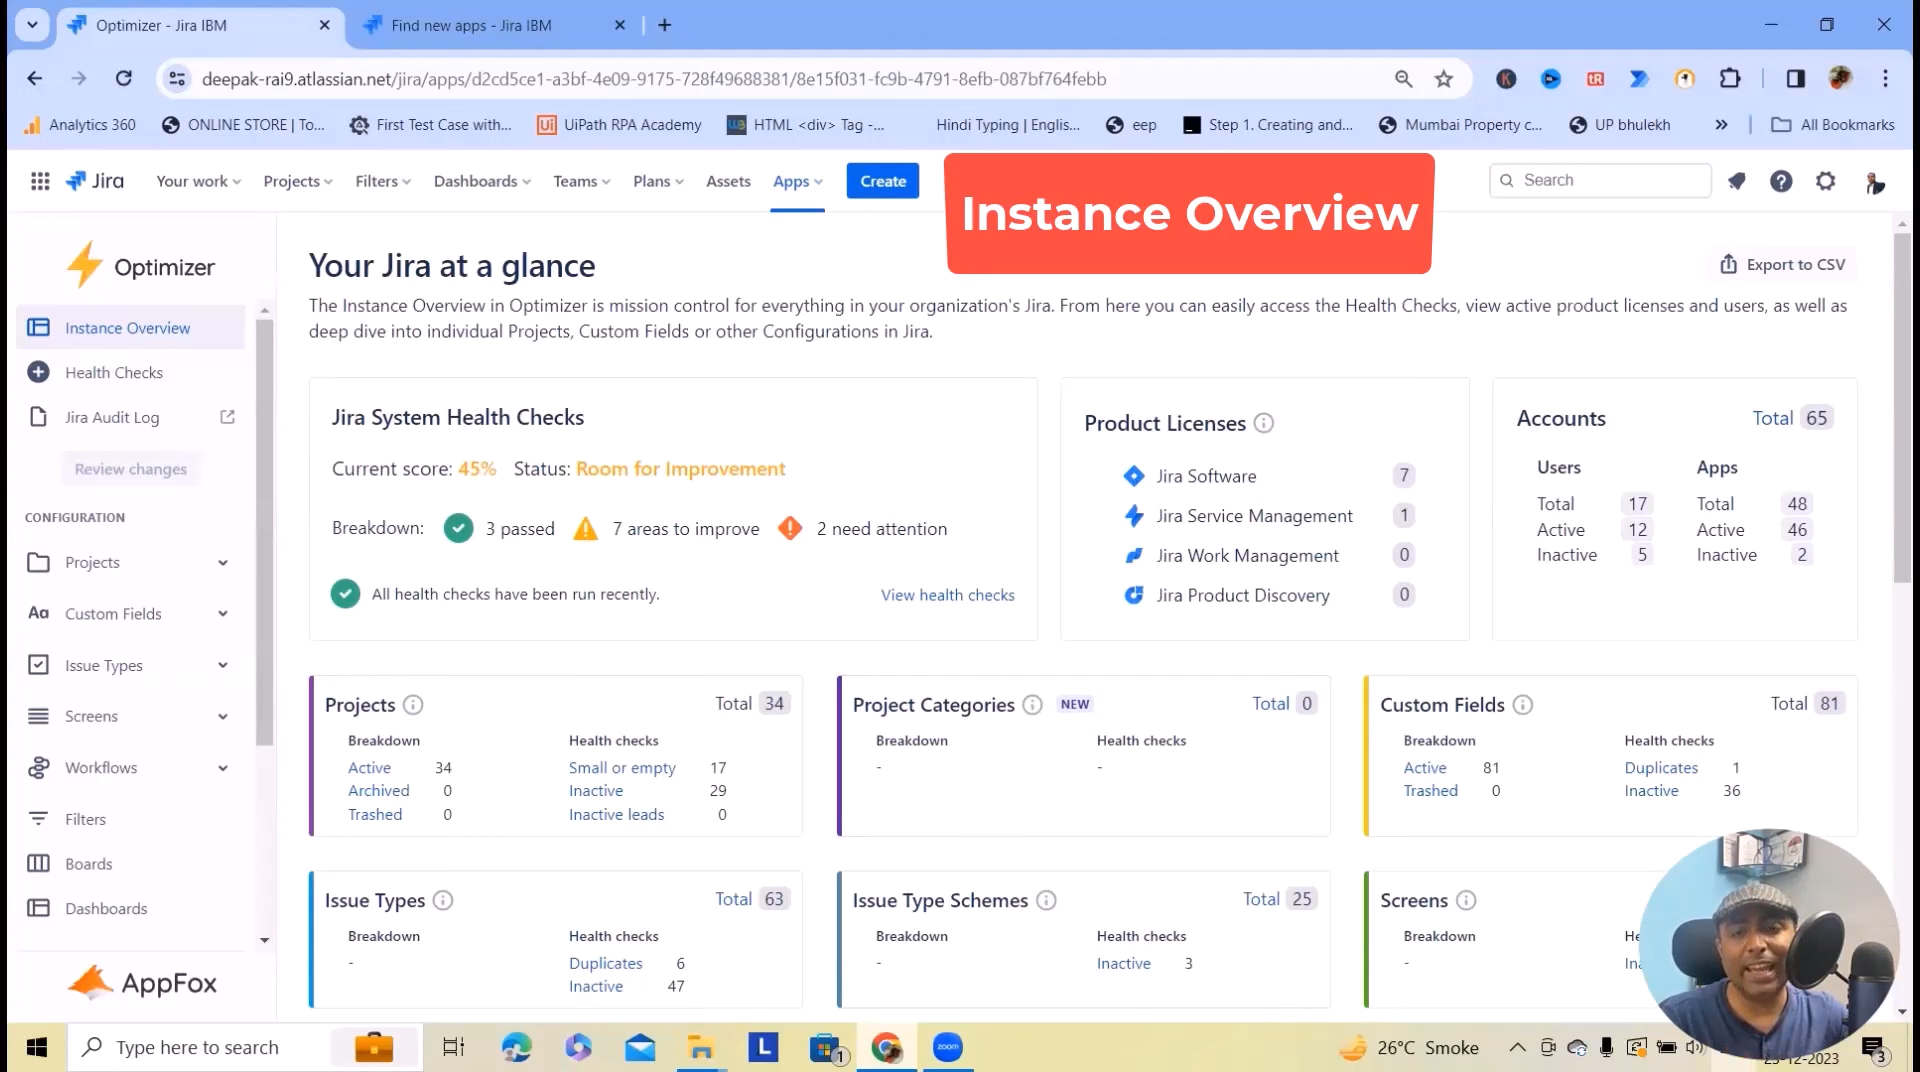 Optimizer - Jira IBM
Find new apps - Jira IBM
deepak-rai9.atlassian.net/jira/apps/d2cd5ce1-a3bf-4e09-9175-728f49688381/8e15f031-fc9b-4791-8efb-087bf764febb
Analytics 360
ONLINE STORE | To...
First Test Case with...
UiPath RPA Academy
HTML <div> Tag -...
Hindi Typing | Englis...
eep
Step 1. Creating and...
Mumbai Property c...
UP bhulekh
All Bookmarks
Jira
Your work
Projects
Filters
Dashboards
Teams
Plans
Assets
Apps
Create
Instance Overview
Search
Optimizer
Instance Overview
Health Checks
Jira Audit Log
Review changes
CONFIGURATION
Projects
Aa Custom Fields
Issue Types
Screens
Workflows
Filters
Boards
Dashboards
AppFox
Your Jira at a glance
Export to CSV
The Instance Overview in Optimizer is mission control for everything in your organization's Jira. From here you can easily access the Health Checks, view active product licenses and users, as well as
deep dive into individual Projects, Custom Fields or other Configurations in Jira.
Jira System Health Checks
Current score: 45% Status: Room for Improvement
Breakdown: 3 passed 7 areas to improve 2 need attention
All health checks have been run recently.
View health checks
Product Licenses
Jira Software 7
Jira Service Management 1
Jira Work Management 0
Jira Product Discovery 0
Accounts Total 65
Users Apps
Total 17 Total 48
Active 12 Active 46
Inactive 5 Inactive 2
Projects Total 34
Breakdown Health checks
Active 34 Small or empty 17
Archived 0 Inactive 29
Trashed 0 Inactive leads 0
Project Categories NEW Total 0
Breakdown Health checks
- -
Custom Fields Total 81
Breakdown Health checks
Active 81 Duplicates 1
Trashed 0 Inactive 36
Issue Types Total 63
Breakdown Health checks
- Duplicates 6
Inactive 47
Issue Type Schemes Total 25
Breakdown Health checks
- Inactive 3
Screens
Breakdown
-
Type here to search
L
1
zoom
26°C Smoke
23-12-2023
3